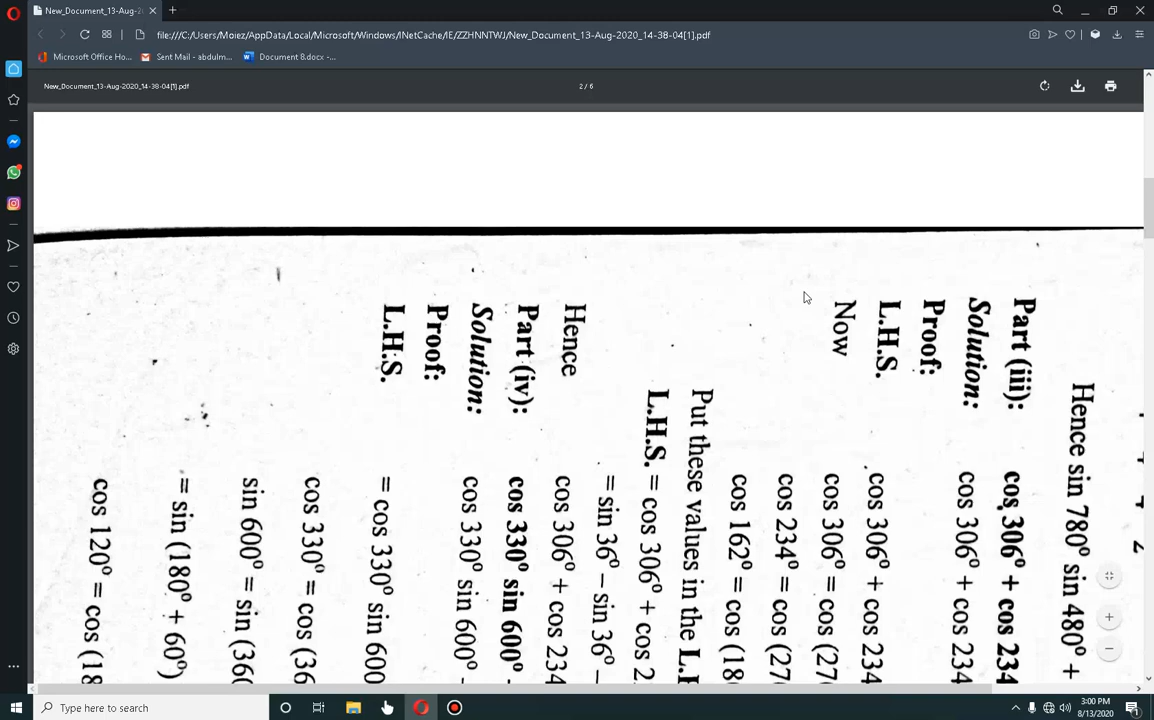 New_Document_13-Aug-2
file:///C:/Users/Moiez/AppData/Local/Microsoft/Windows/INetCache/IE/ZZHNNTWJ/New_Document_13-Aug-2020_14-38-04[1].pdf
Microsoft Office Ho... Sent Mail - abdulm... Document 8.docx -...
New_Document_13-Aug-2020_14-38-04[1].pdf 2 / 6
Hence sin 780° sin 480° +
Part (iii): cos 306° + cos 234
Solution: cos 306° + cos 234
Proof:
L.H.S. cos 306° + cos 234
Now cos 306° = cos (27
cos 234° = cos (27
cos 162° = cos (18
Put these values in the L.
L.H.S. = cos 306° + cos 2
= sin 36° – sin 36° –
Hence cos 306° + cos 234
Part (iv): cos 330° sin 600°
Solution: cos 330° sin 600°
Proof:
L.H.S. = cos 330° sin 600
cos 330° = cos (36
sin 600° = sin (36
= sin (180° + 60°)
cos 120° = cos (18
Type here to search
3:00 PM
8/13/2020